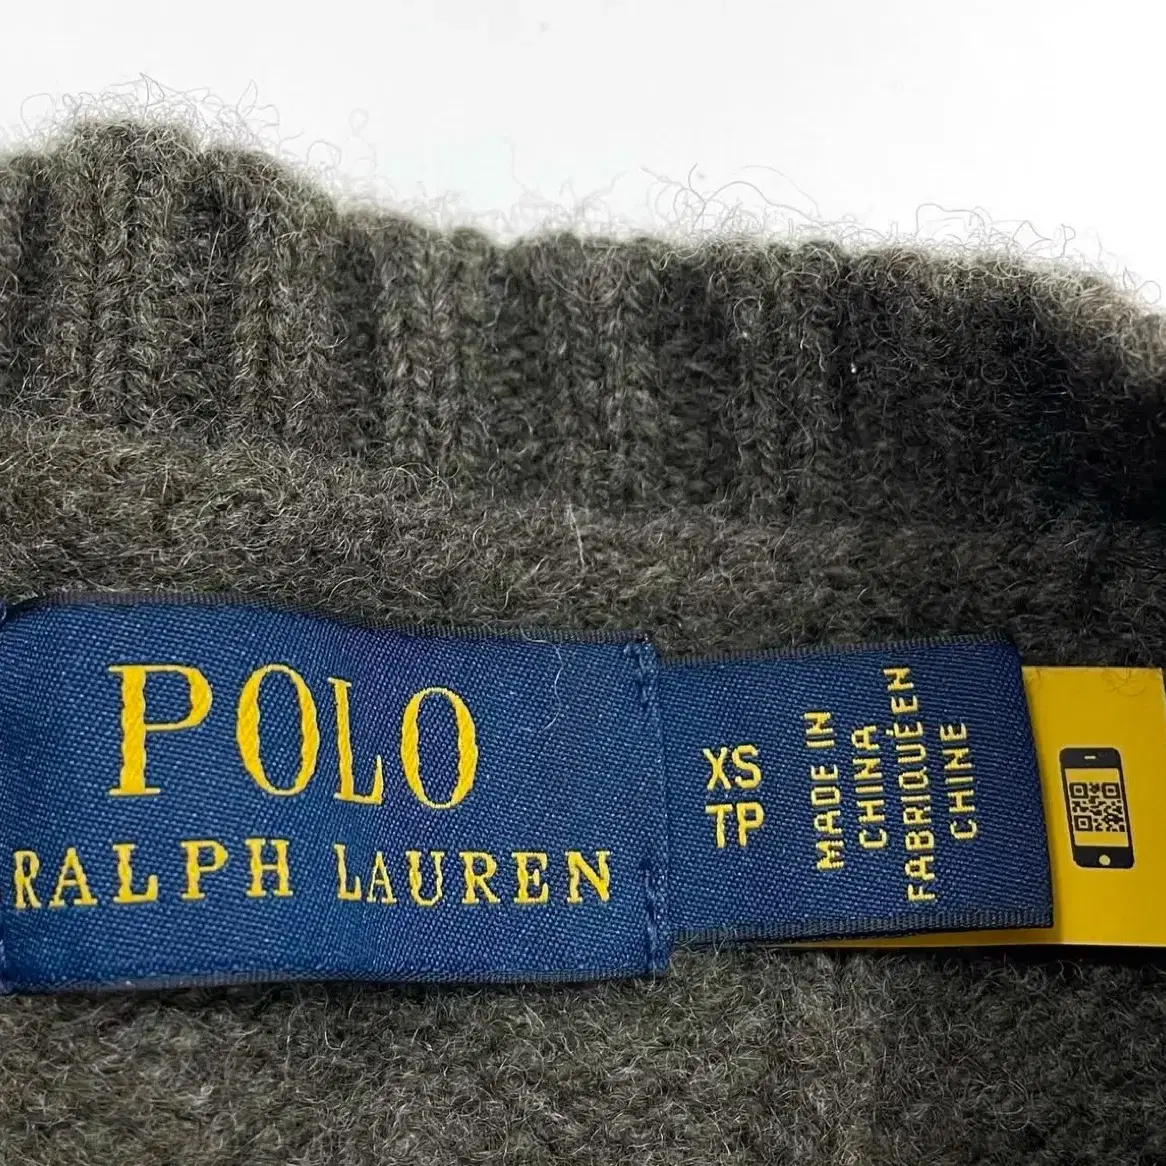 POLO
RALPH LAUREN
XS
TP
MADE IN
CHINA
FABRIQUÉ EN
CHINE